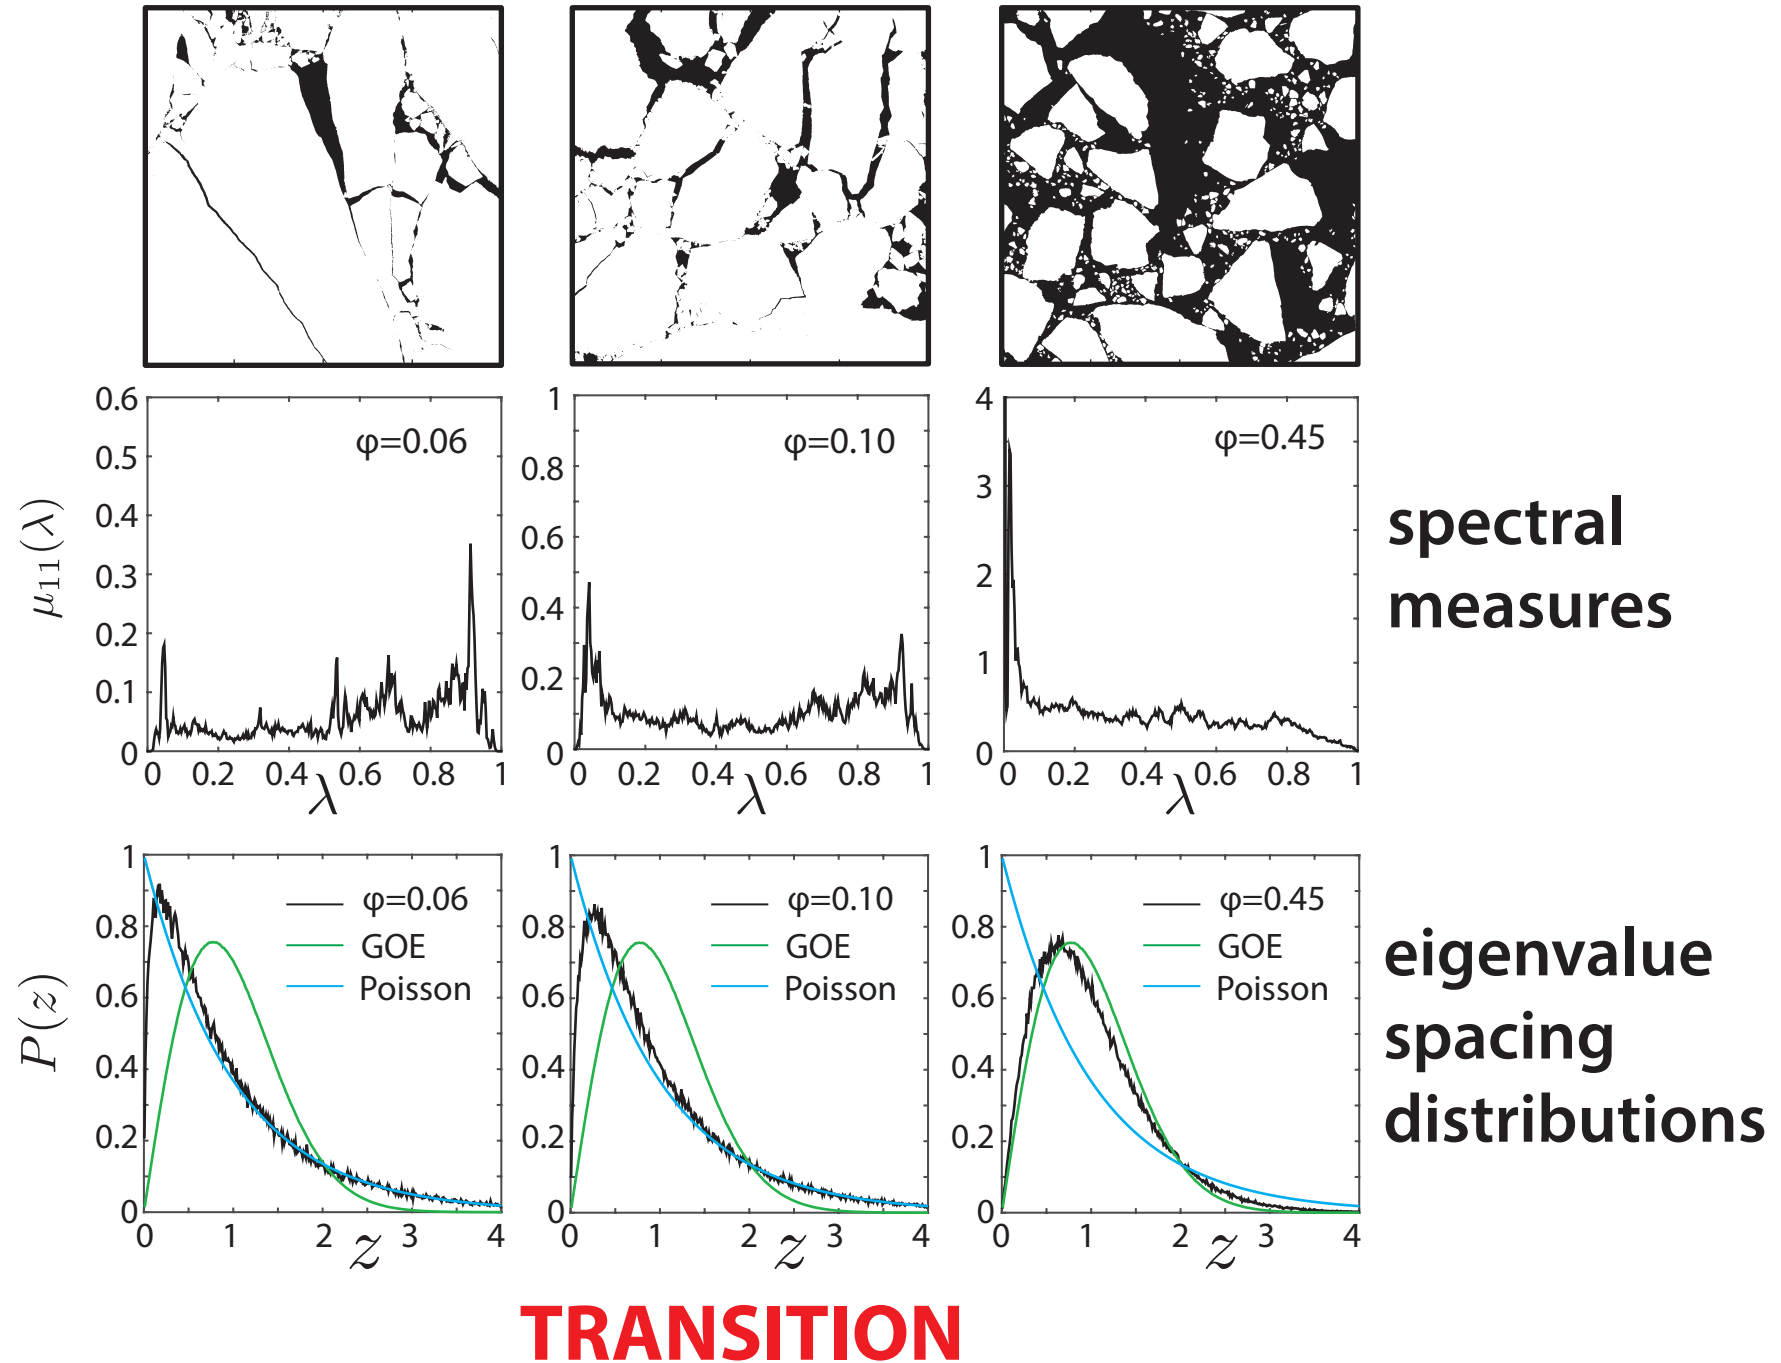 0.6
0.5
0.4
0.3
0.2
0.1
0
φ=0.06
μ₁₁(λ)
0 0.2 0.4 0.6 0.8 1
λ
1
0.8
0.6
0.4
0.2
0
φ=0.10
0 0.2 0.4 0.6 0.8 1
λ
4
3
2
1
0
φ=0.45
0 0.2 0.4 0.6 0.8 1
λ
spectral
measures
1
0.8
0.6
0.4
0.2
0
P(z)
φ=0.06
GOE
Poisson
0 1 2 3 4
z
1
0.8
0.6
0.4
0.2
0
φ=0.10
GOE
Poisson
0 1 2 3 4
z
1
0.8
0.6
0.4
0.2
0
φ=0.45
GOE
Poisson
0 1 2 3 4
z
eigenvalue
spacing
distributions
TRANSITION